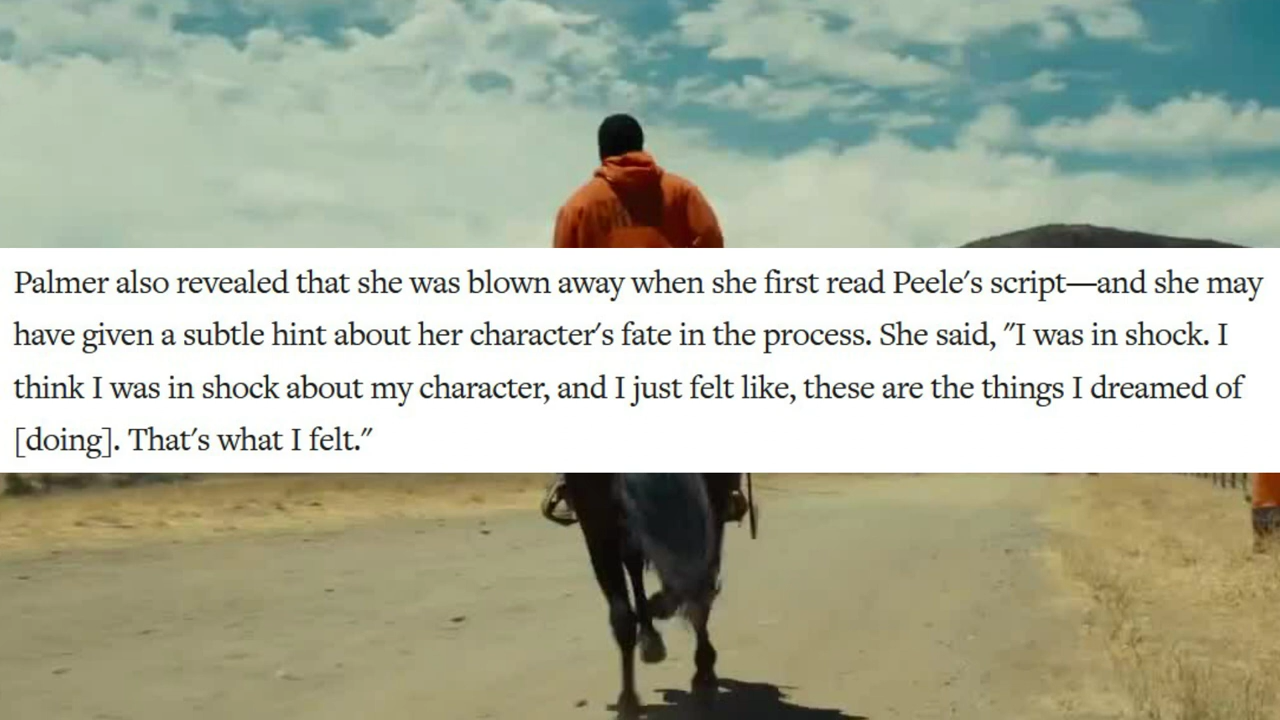 Palmer also revealed that she was blown away when she first read Peele's script—and she may
have given a subtle hint about her character's fate in the process. She said, "I was in shock. I
think I was in shock about my character, and I just felt like, these are the things I dreamed of
[doing]. That's what I felt."